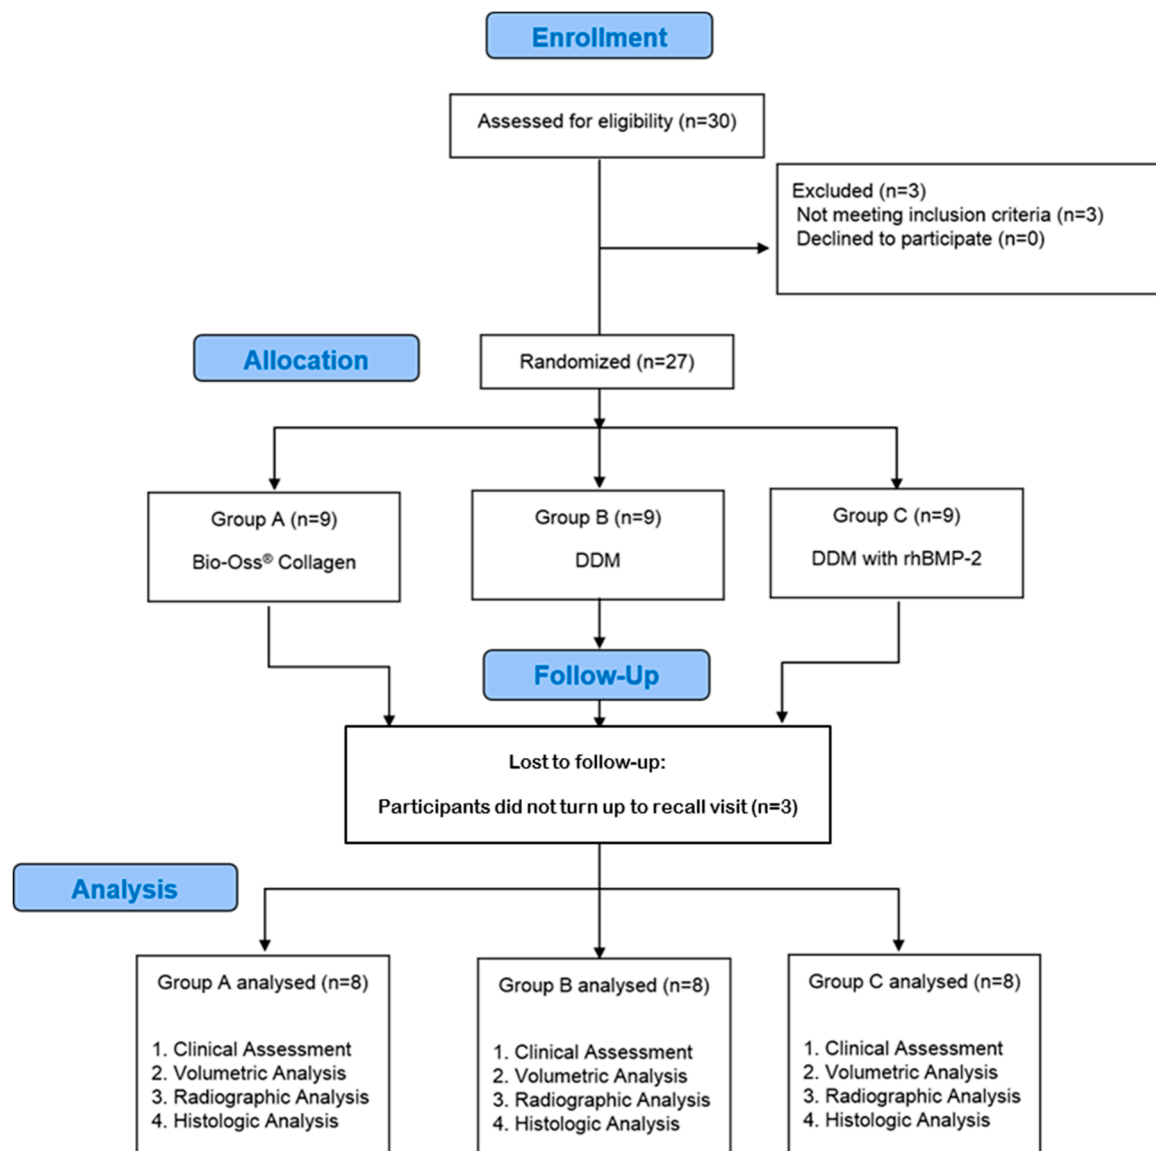 Enrollment
Assessed for eligibility (n=30)
Excluded (n=3)
Not meeting inclusion criteria (n=3)
Declined to participate (n=0)
Allocation
Randomized (n=27)
Group A (n=9)
Bio-Oss® Collagen
Group B (n=9)
DDM
Group C (n=9)
DDM with rhBMP-2
Follow-Up
Lost to follow-up:
Participants did not turn up to recall visit (n=3)
Analysis
Group A analysed (n=8)
1. Clinical Assessment
2. Volumetric Analysis
3. Radiographic Analysis
4. Histologic Analysis
Group B analysed (n=8)
1. Clinical Assessment
2. Volumetric Analysis
3. Radiographic Analysis
4. Histologic Analysis
Group C analysed (n=8)
1. Clinical Assessment
2. Volumetric Analysis
3. Radiographic Analysis
4. Histologic Analysis